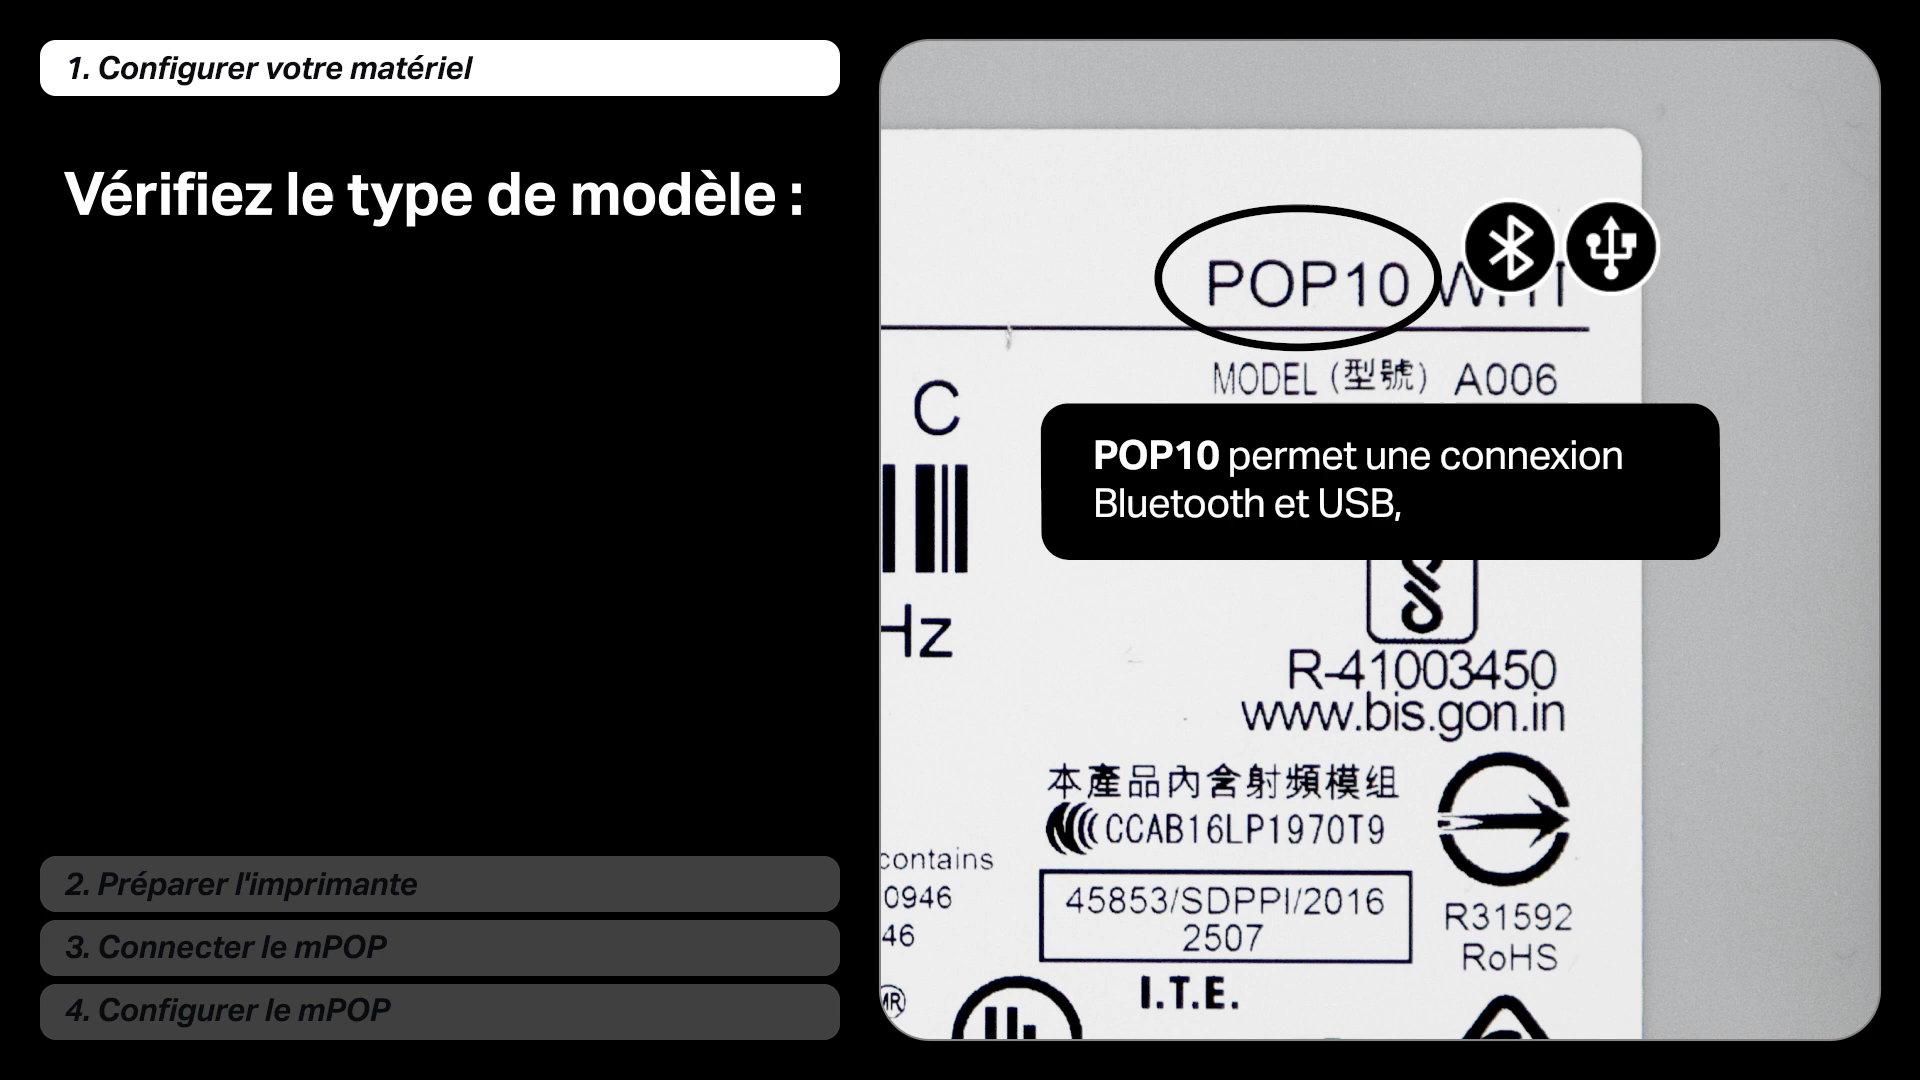 1. Configurer votre matériel
Vérifiez le type de modèle :
2. Préparer l'imprimante
3. Connecter le mPOP
4. Configurer le mPOP
POP10
MODEL (型號) A006
C
POP10 permet une connexion
Bluetooth et USB,
Hz
R-41003450
www.bis.gon.in
本產品內含射頻模组
CCAB16LP1970T9
contains
0946
46
45853/SDPPI/2016
2507
R31592
RoHS
I.T.E.